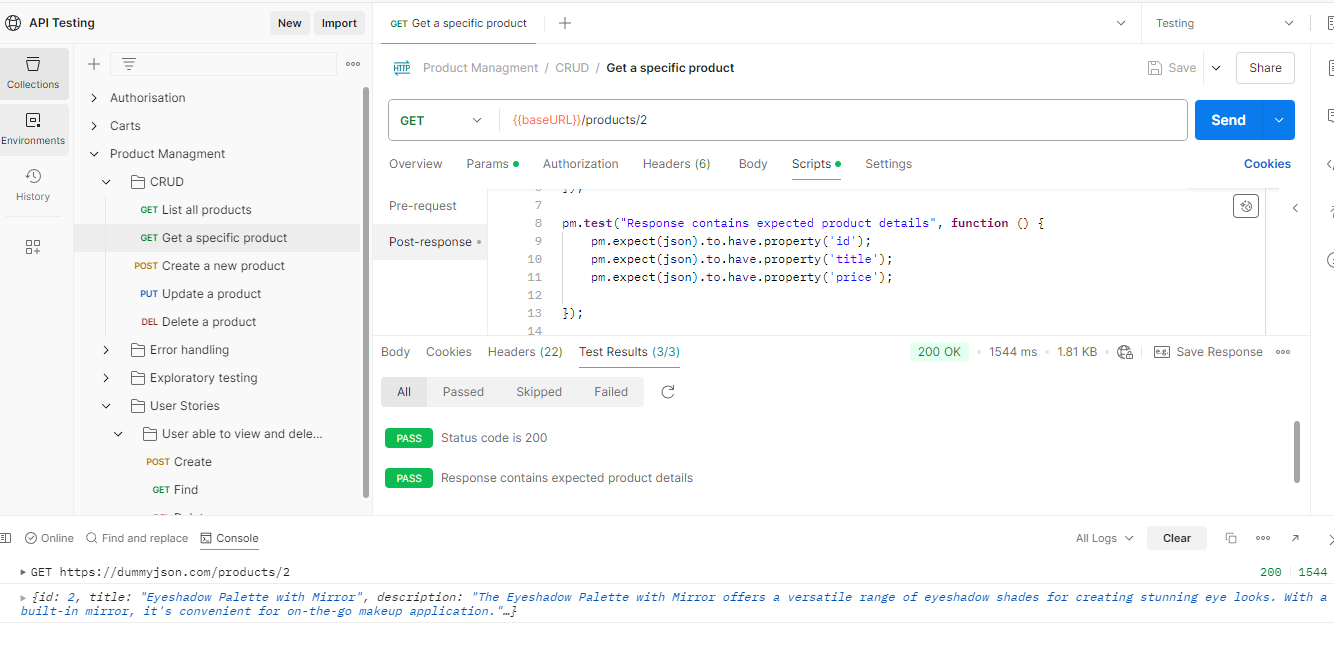 API Testing
New
Import
GET Get a specific product
Testing
Collections
Environments
History
Authorisation
Carts
Product Managment
CRUD
GET List all products
GET Get a specific product
POST Create a new product
PUT Update a product
DEL Delete a product
Error handling
Exploratory testing
User Stories
User able to view and dele...
POST Create
GET Find
HTTP Product Managment / CRUD / Get a specific product
Save
Share
GET
{{baseURL}}/products/2
Send
Overview Params Authorization Headers (6) Body Scripts Settings
Cookies
Pre-request
Post-response
7
8 pm.test("Response contains expected product details", function () {
9 pm.expect(json).to.have.property('id');
10 pm.expect(json).to.have.property('title');
11 pm.expect(json).to.have.property('price');
12
13 });
14
Body Cookies Headers (22) Test Results (3/3)
200 OK 1544 ms 1.81 KB e.g. Save Response
All Passed Skipped Failed
PASS Status code is 200
PASS Response contains expected product details
Online Find and replace Console
All Logs Clear
GET https://dummyjson.com/products/2 200 1544
{id: 2, title: "Eyeshadow Palette with Mirror", description: "The Eyeshadow Palette with Mirror offers a versatile range of eyeshadow shades for creating stunning eye looks. With a
built-in mirror, it's convenient for on-the-go makeup application."…}